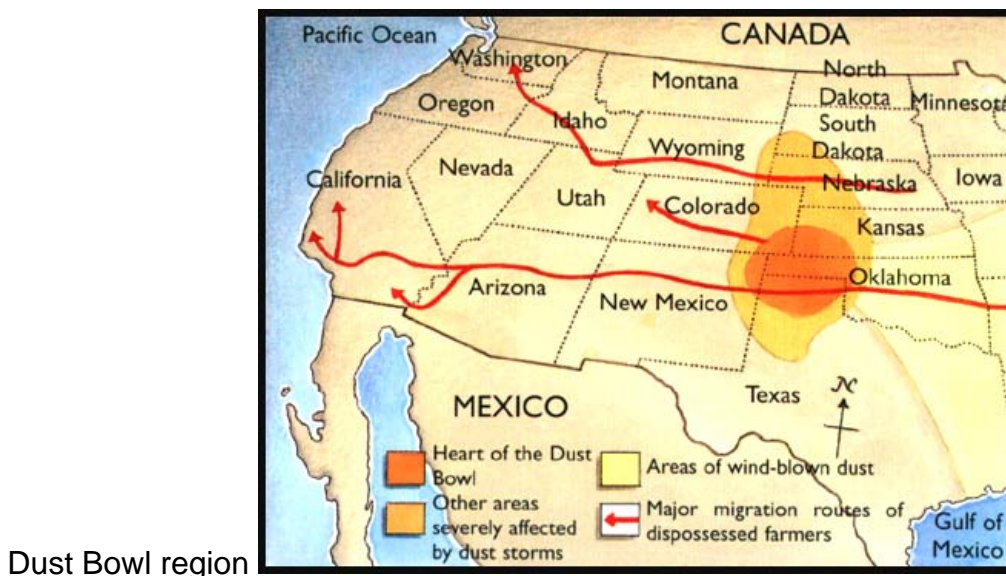 Pacific Ocean
CANADA
Washington
Montana
North
Dakota
Minnesot
Oregon
Idaho
South
Dakota
Wyoming
Nevada
Nebraska
Iowa
California
Utah
Colorado
Kansas
Oklahoma
Arizona
New Mexico
Texas
N
MEXICO
Heart of the Dust
Bowl
Other areas
severely affected
by dust storms
Areas of wind-blown dust
Major migration routes of
dispossessed farmers
Gulf of
Mexico
Dust Bowl region